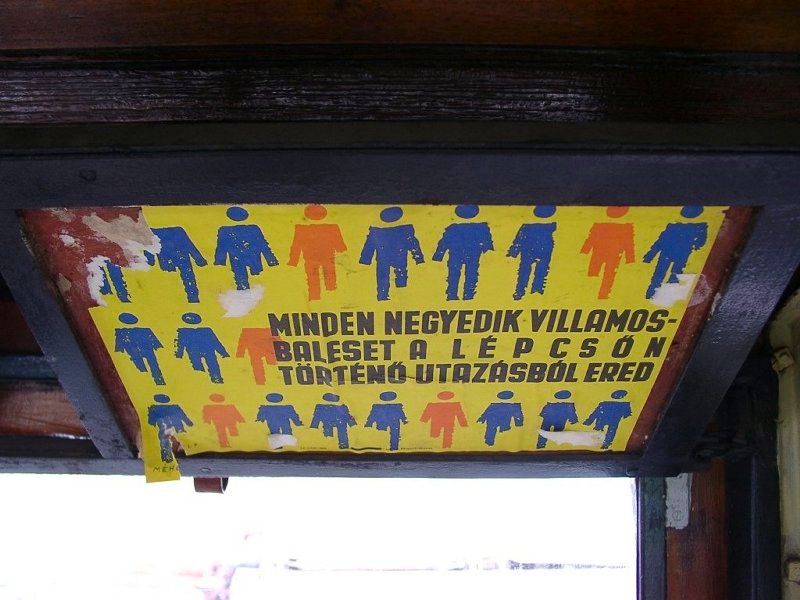 MINDEN NEGYEDIK VILLAMOS-
BALESET A LÉPCSŐN
TÖRTÉNŐ UTAZÁSBÓL ERED